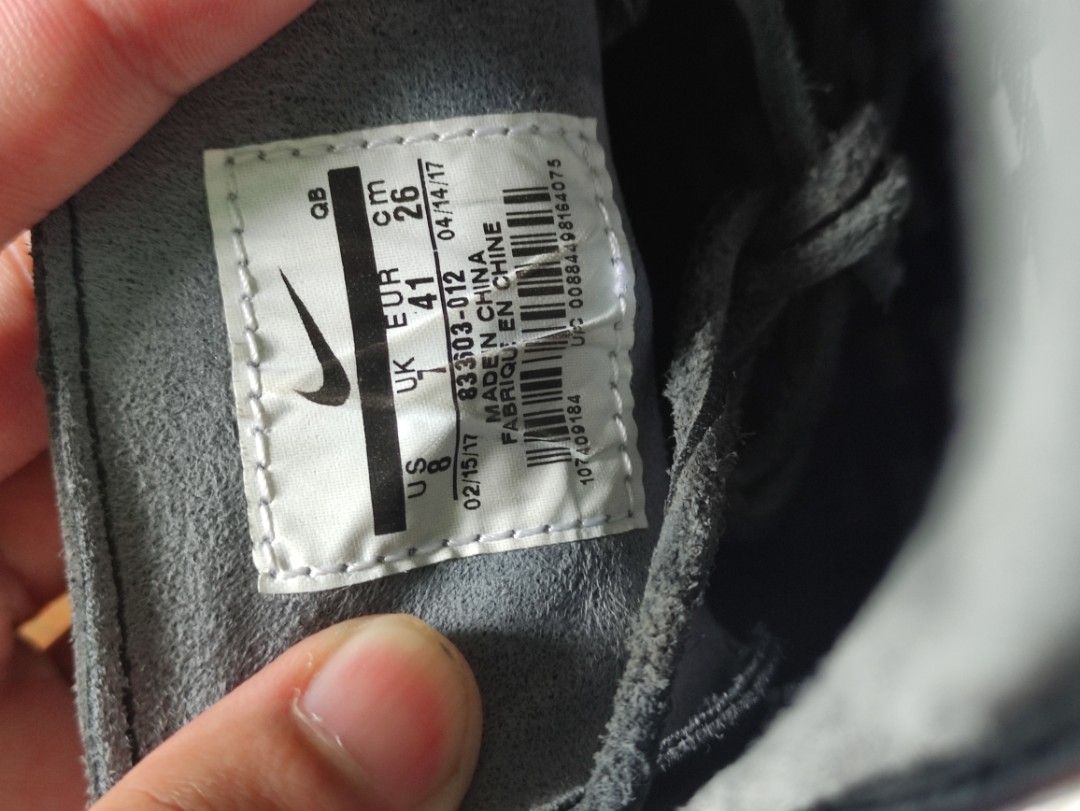 QB
US UK EUR cm
8 7 41 26
02/15/17 833603-012 04/14/17
MADE IN CHINA
FABRIQUE EN CHINE
107409184 UPC 00884498164075